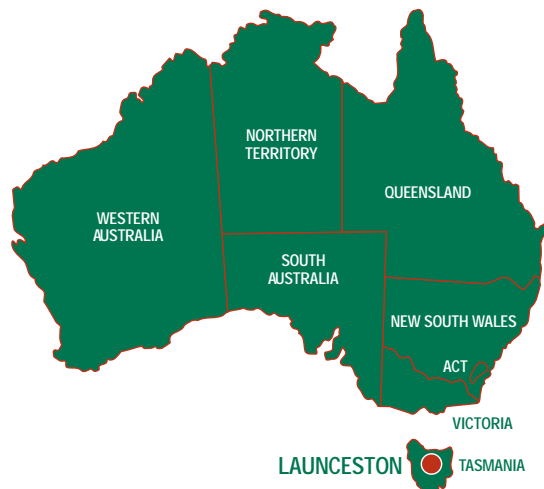 NORTHERN
TERRITORY
QUEENSLAND
WESTERN
AUSTRALIA
SOUTH
AUSTRALIA
NEW SOUTH WALES
ACT
VICTORIA
LAUNCESTON
TASMANIA